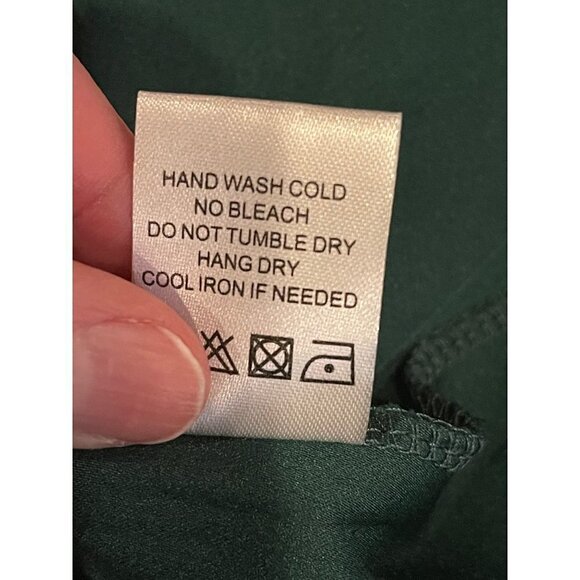 HAND WASH COLD
NO BLEACH
DO NOT TUMBLE DRY
HANG DRY
COOL IRON IF NEEDED